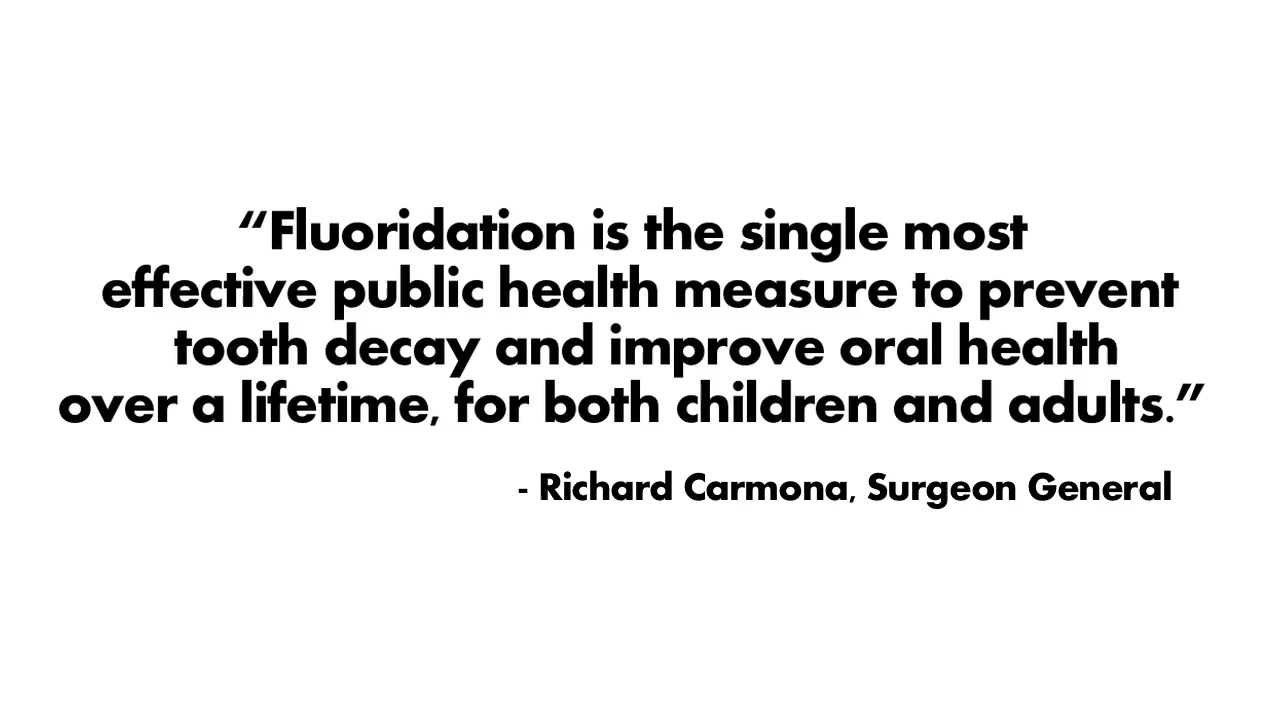 “Fluoridation is the single most
effective public health measure to prevent
tooth decay and improve oral health
over a lifetime, for both children and adults.”
- Richard Carmona, Surgeon General